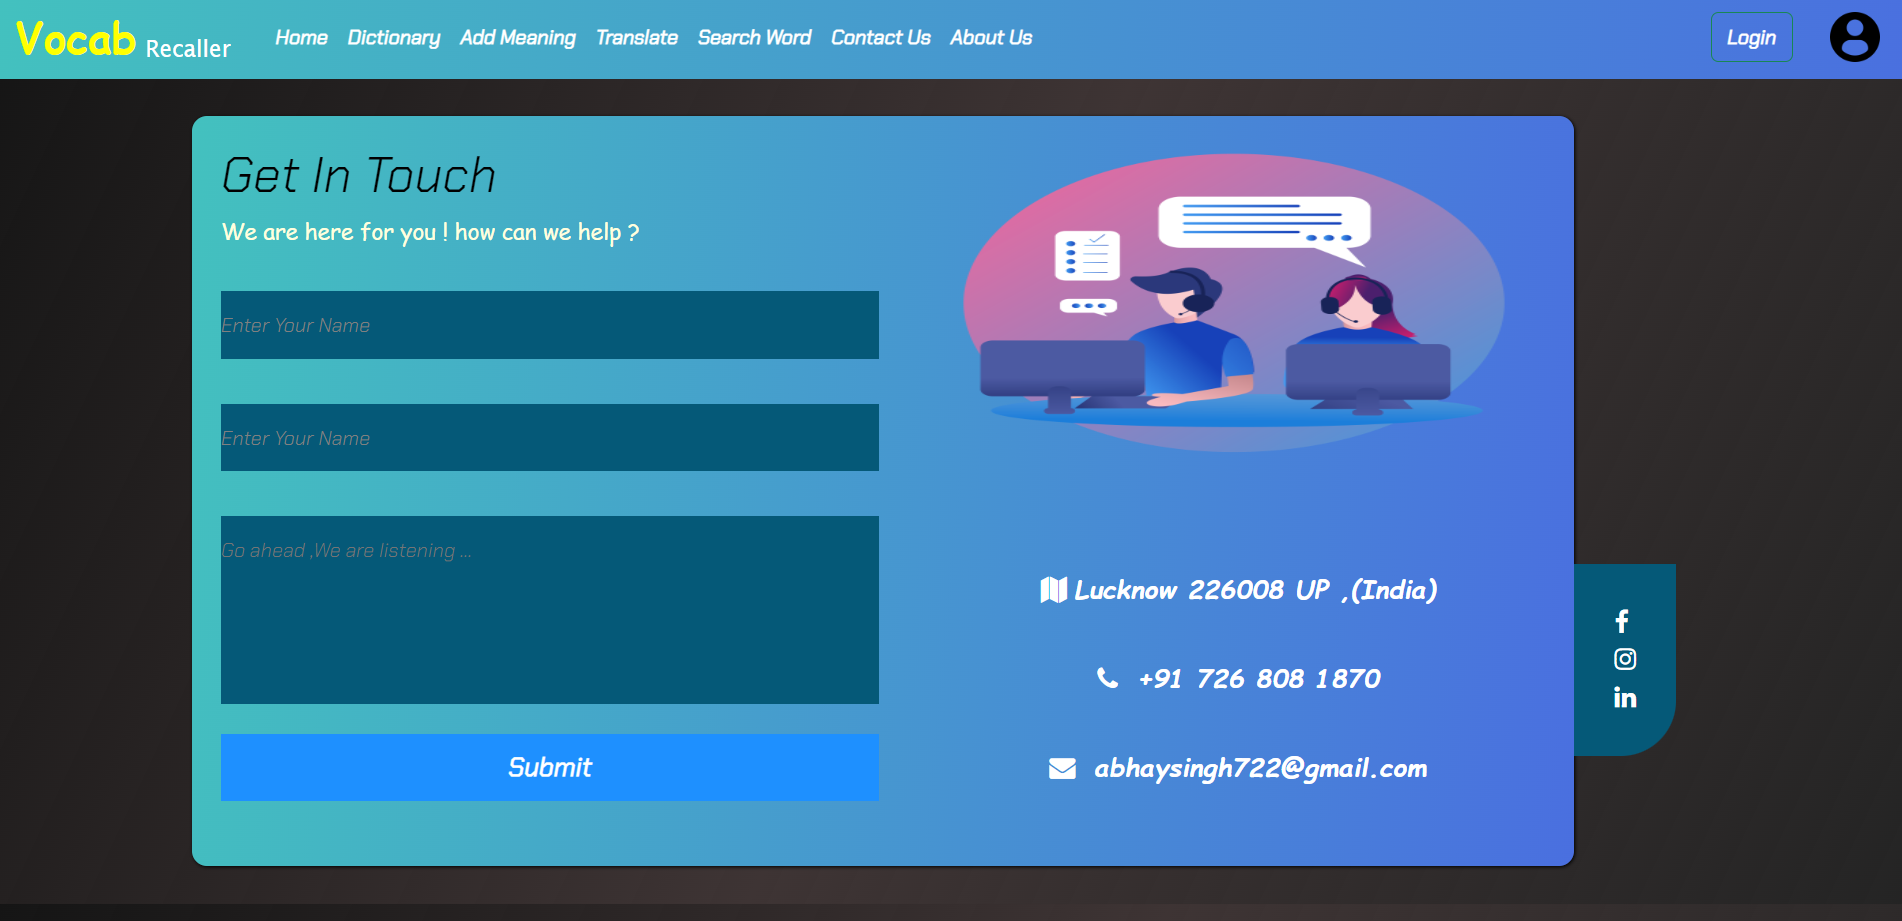 Vocab Recaller
Home Dictionary Add Meaning Translate Search Word Contact Us About Us
Login
Get In Touch
We are here for you ! how can we help ?
Enter Your Name
Enter Your Name
Go ahead ,We are listening ...
Submit
Lucknow 226008 UP ,(India)
+91 726 808 1870
abhaysingh722@gmail.com